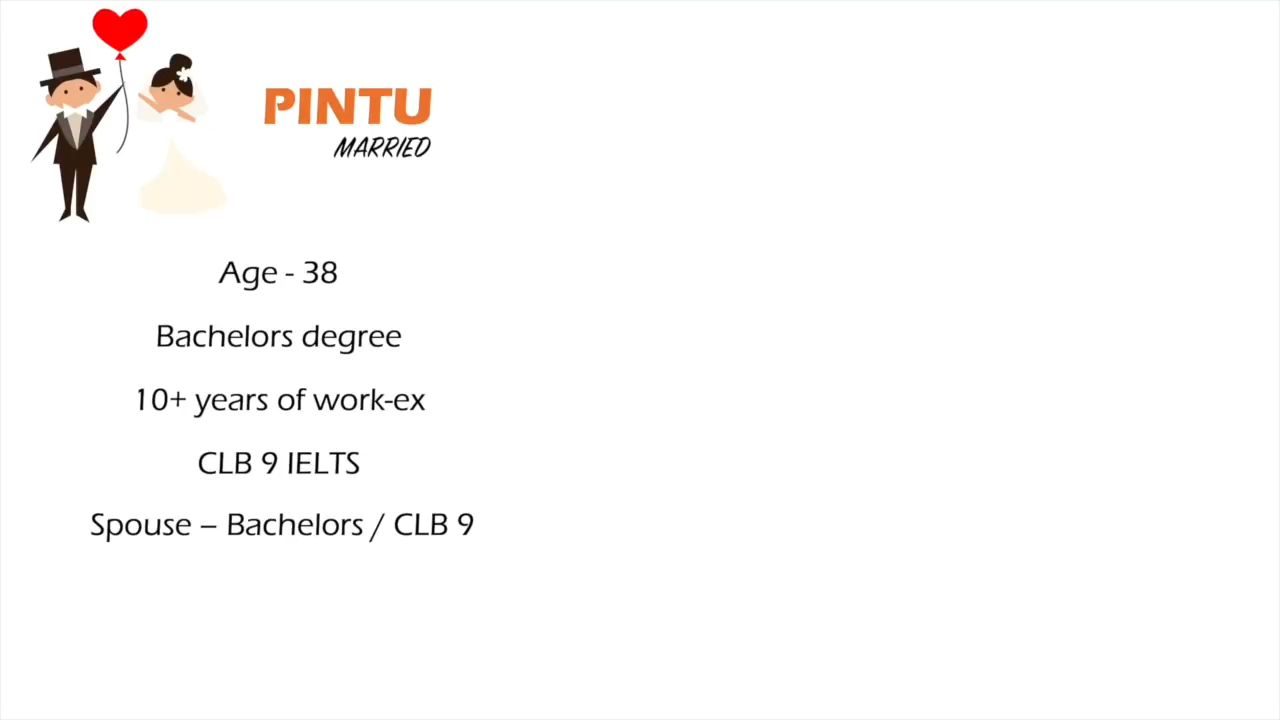 PINTU
MARRIED
Age - 38
Bachelors degree
10+ years of work-ex
CLB 9 IELTS
Spouse – Bachelors / CLB 9